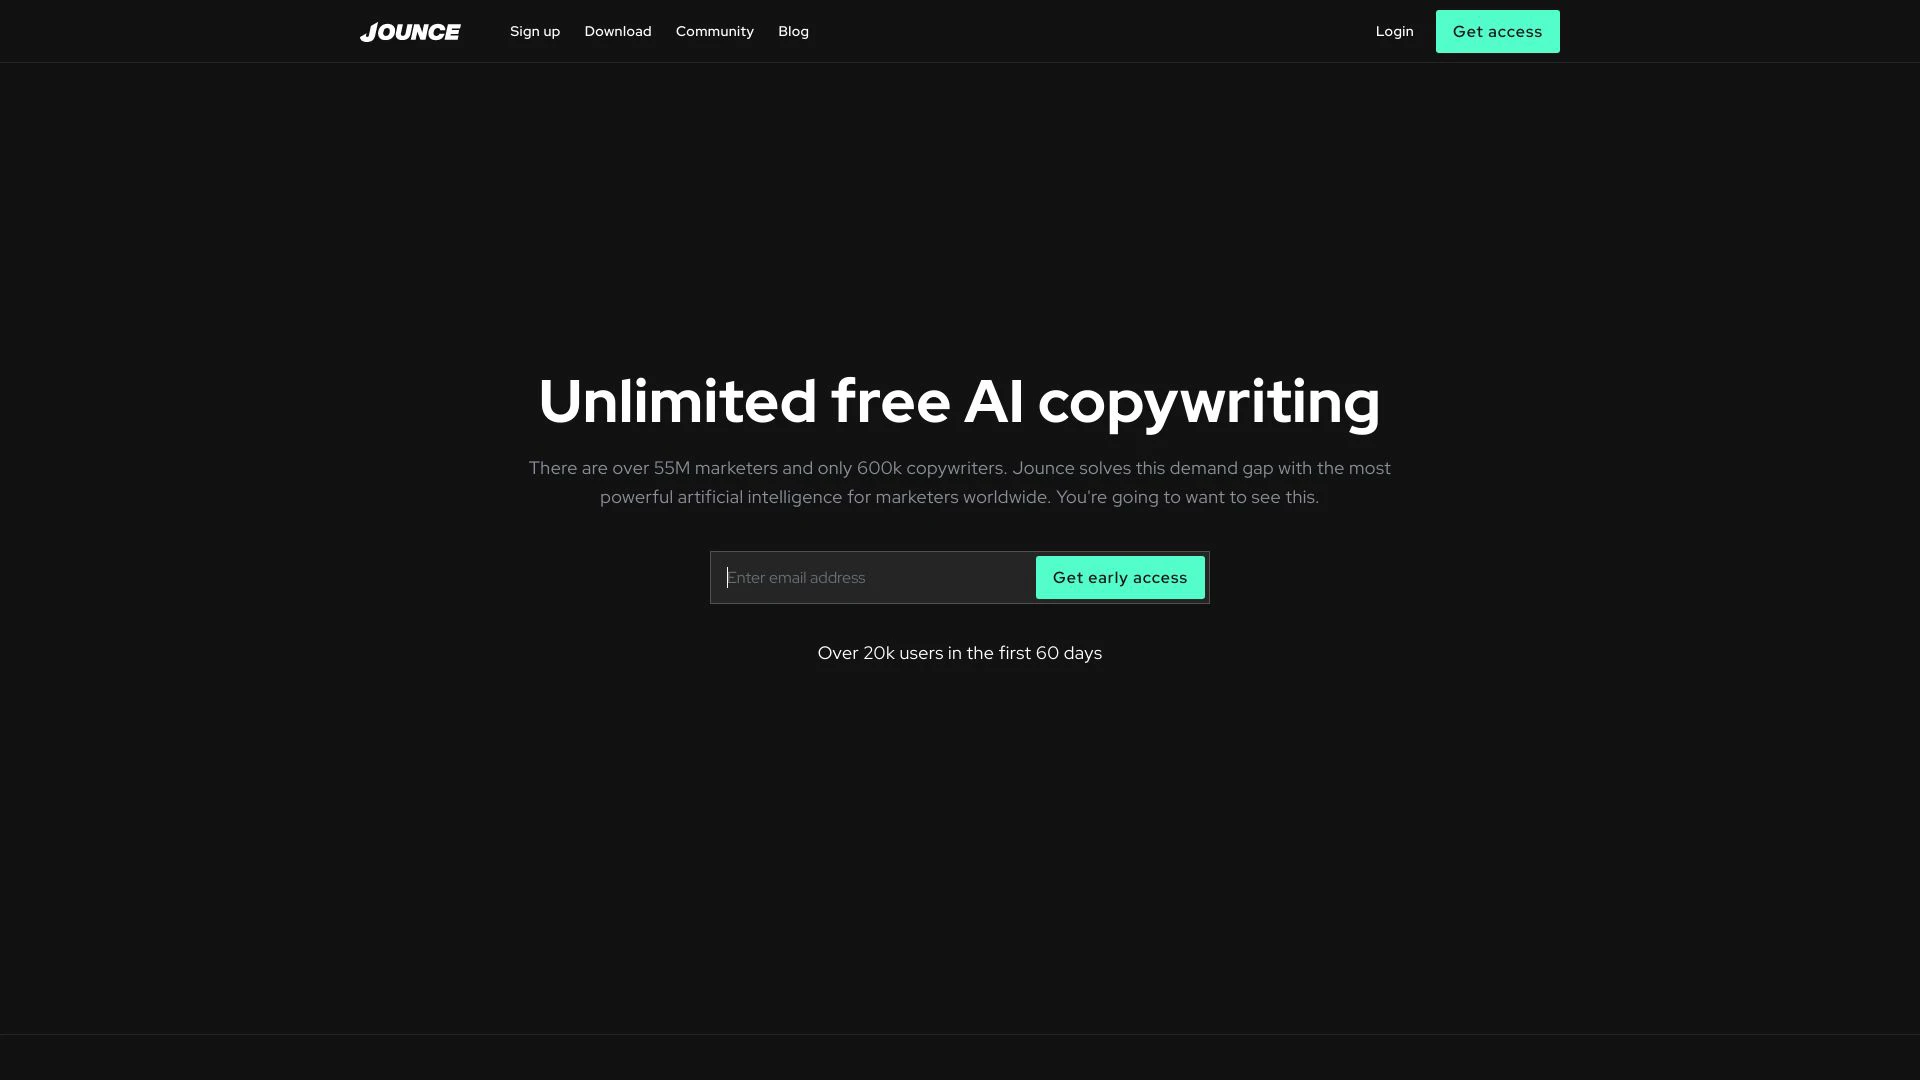 JOUNCE
Sign up
Download
Community
Blog
Login
Get access
Unlimited free AI copywriting
There are over 55M marketers and only 600k copywriters. Jounce solves this demand gap with the most
powerful artificial intelligence for marketers worldwide. You're going to want to see this.
Enter email address
Get early access
Over 20k users in the first 60 days